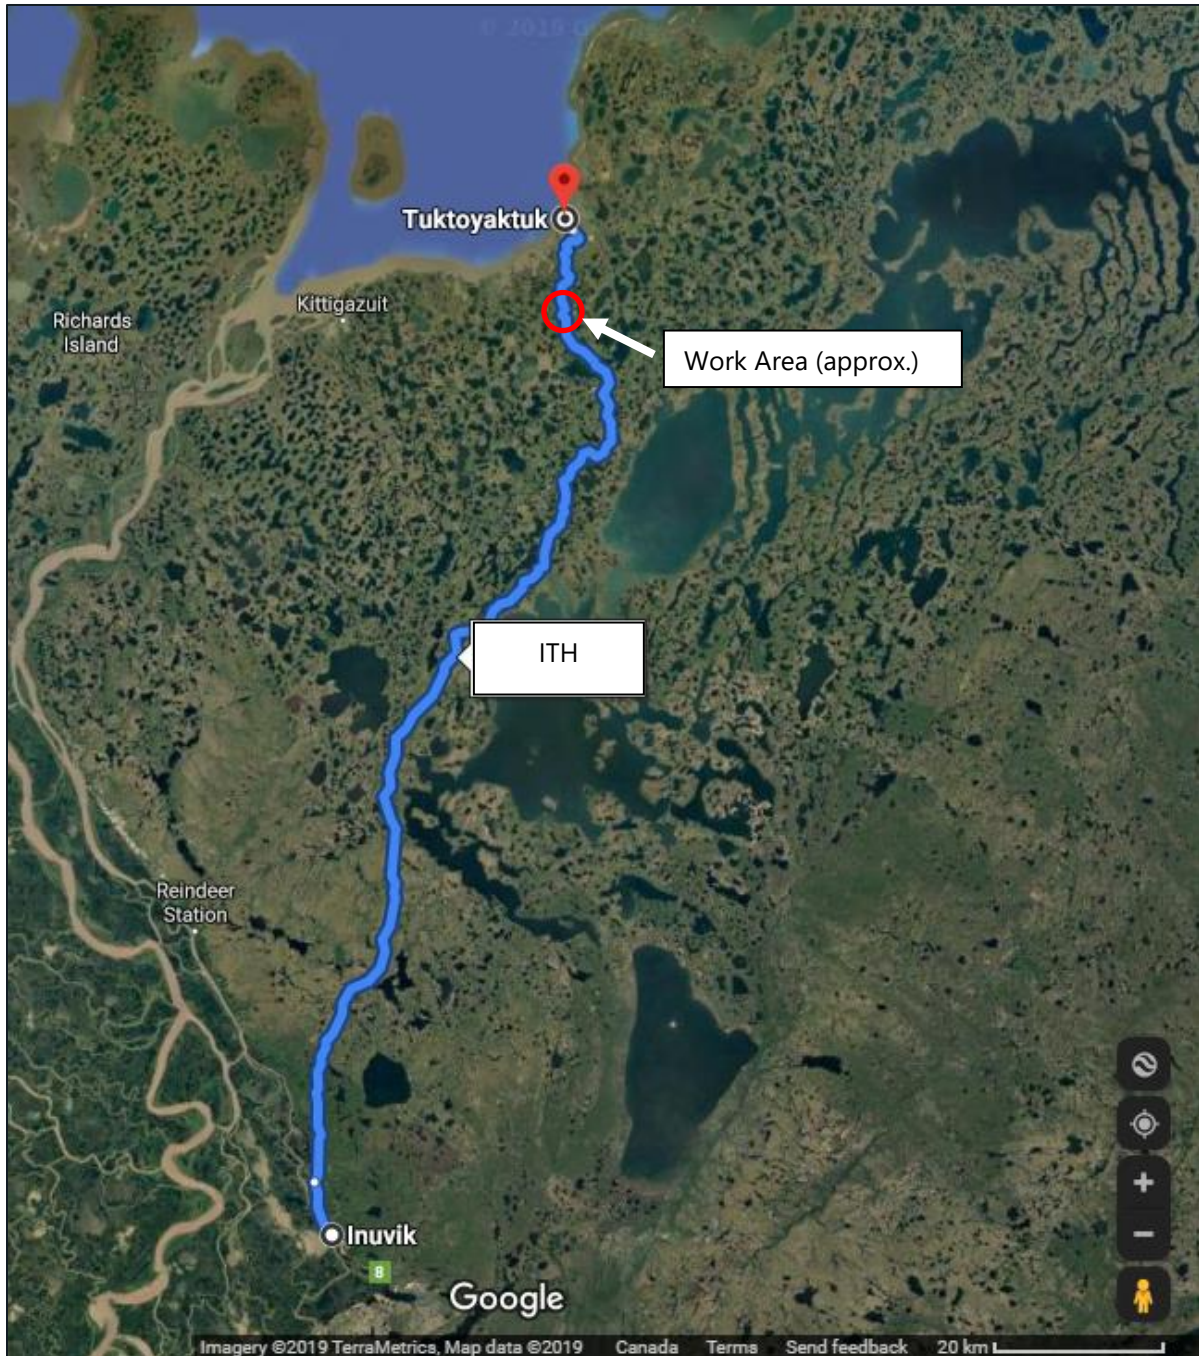 © 2019
Tuktoyaktuk
Kittigazuit
Richards
Island
Work Area (approx.)
ITH
Reindeer
Station
Inuvik
8
Google
Imagery ©2019 TerraMetrics, Map data ©2019 Canada Terms Send feedback 20 km